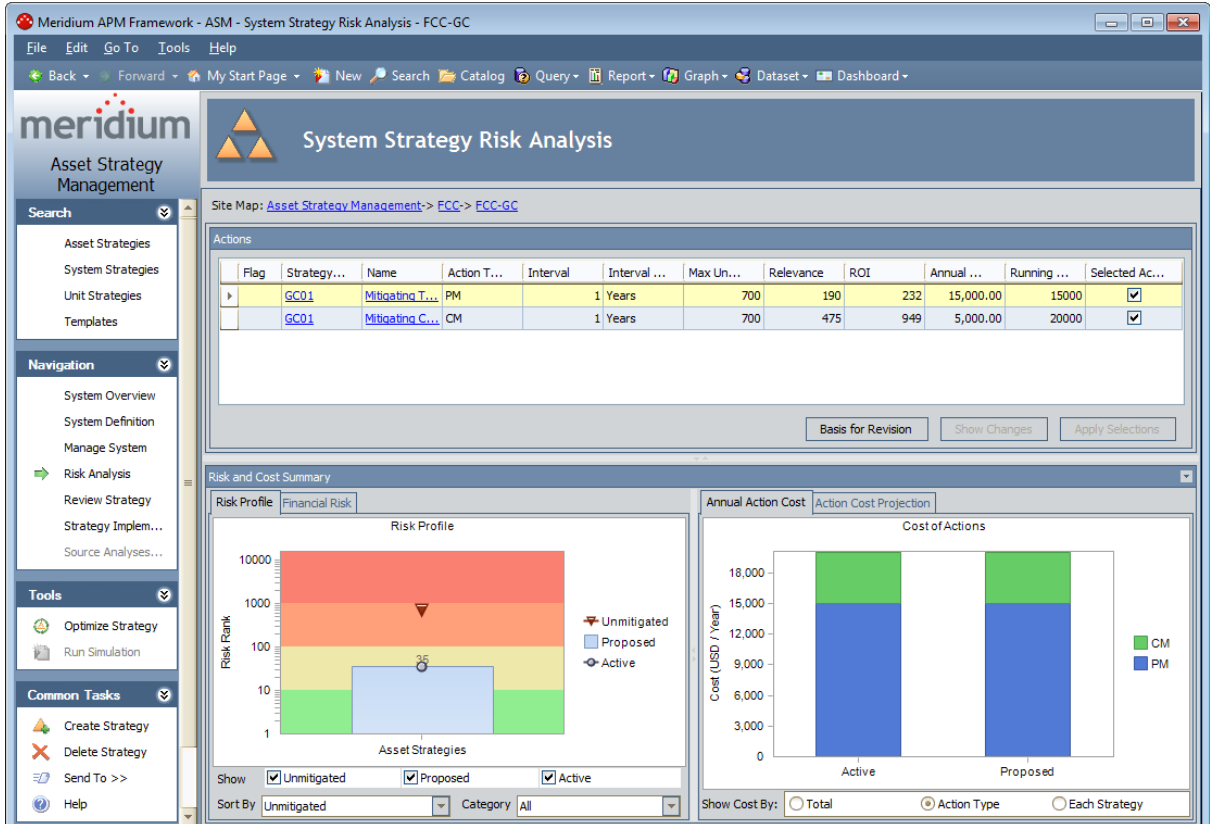 Meridium APM Framework - ASM - System Strategy Risk Analysis - FCC-GC
File Edit Go To Tools Help
Back Forward My Start Page New Search Catalog Query Report Graph Dataset Dashboard
meridium
Asset Strategy
Management
Search
Asset Strategies
System Strategies
Unit Strategies
Templates
Navigation
System Overview
System Definition
Manage System
Risk Analysis
Review Strategy
Strategy Implem...
Source Analyses...
Tools
Optimize Strategy
Run Simulation
Common Tasks
Create Strategy
Delete Strategy
Send To >>
Help
System Strategy Risk Analysis
Site Map: Asset Strategy Management-> FCC-> FCC-GC
Actions
Flag Strategy... Name Action T... Interval Interval ... Max Un... Relevance ROI Annual ... Running ... Selected Ac...
GC01 Mitigating T... PM 1 Years 700 190 232 15,000.00 15000
GC01 Mitigating C... CM 1 Years 700 475 949 5,000.00 20000
Basis for Revision Show Changes Apply Selections
Risk and Cost Summary
Risk Profile Financial Risk
Risk Profile
Risk Rank
10000
1000
100
10
1
35
Asset Strategies
Unmitigated
Proposed
Active
Show Unmitigated Proposed Active
Sort By Unmitigated Category All
Annual Action Cost Action Cost Projection
Cost of Actions
Cost (USD / Year)
18,000
15,000
12,000
9,000
6,000
3,000
0
Active Proposed
CM
PM
Show Cost By: Total Action Type Each Strategy